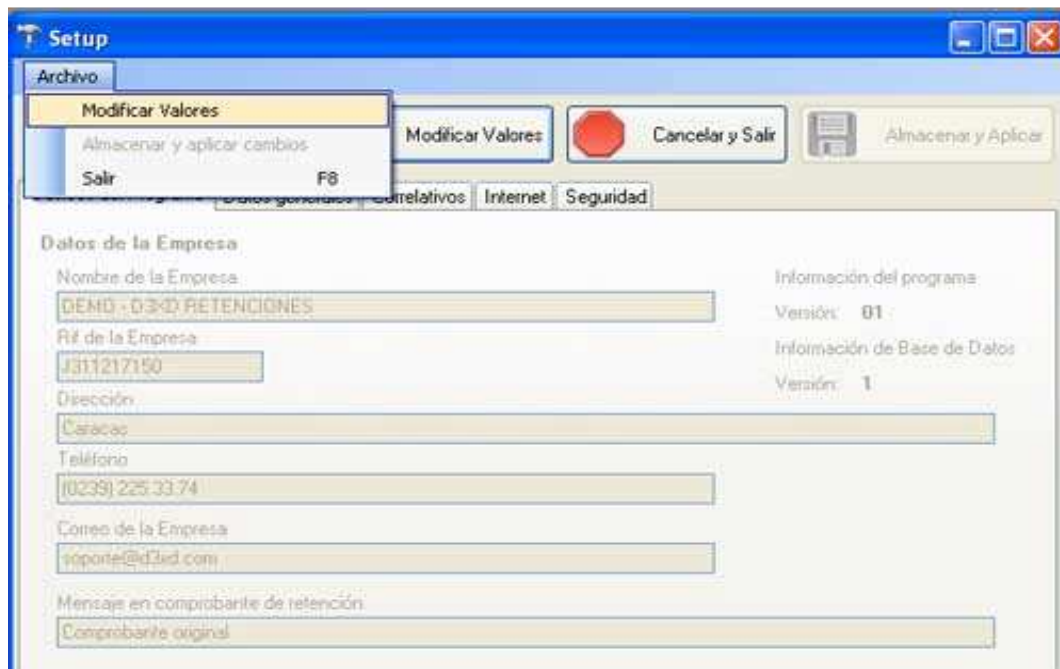 Setup
Archivo
Modificar Valores
Almacenar y aplicar cambios
Salir F8
Modificar Valores
Cancelar y Salir
Almacenar y Aplicar
Datos generales Correlativos Internet Seguridad
Datos de la Empresa
Nombre de la Empresa
DEMO - D3XD RETENCIONES
Rif de la Empresa
J311217150
Dirección
Caracas
Teléfono
(0239) 225.33.74
Correo de la Empresa
soporte@d3xd.com
Mensaje en comprobante de retención
Comprobante original
Información del programa
Versión: 01
Información de Base de Datos
Versión: 1